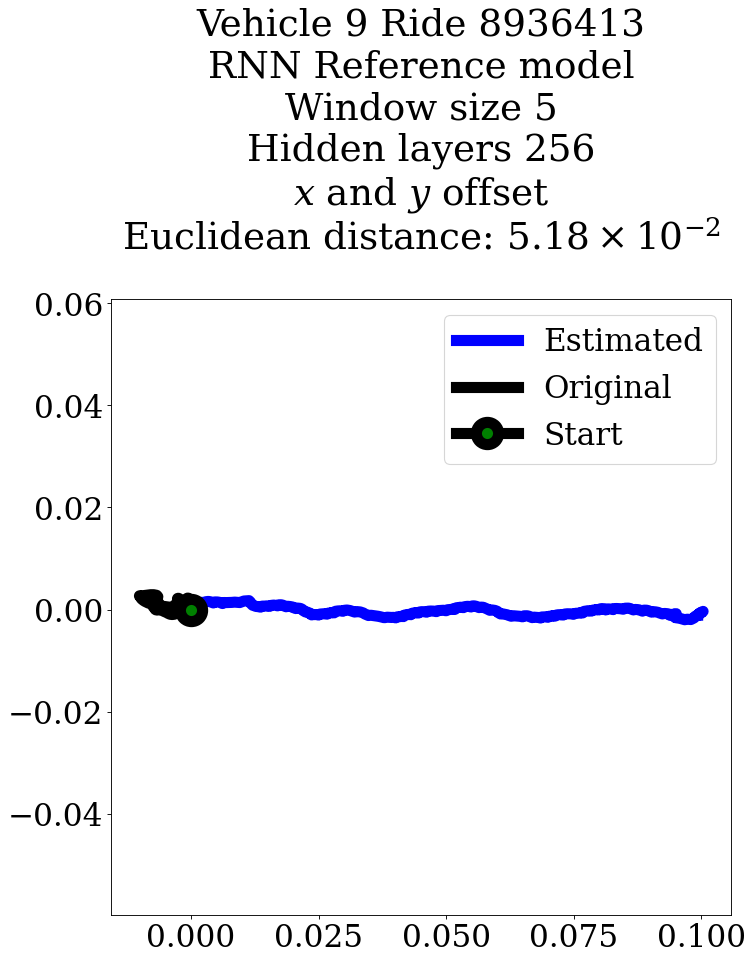 Vehicle 9 Ride 8936413
RNN Reference model
Window size 5
Hidden layers 256
x and y offset
Euclidean distance: 5.18 × 10⁻²
0.06
Estimated
Original
Start
0.04
0.02
0.00
−0.02
−0.04
0.000 0.025 0.050 0.075 0.100